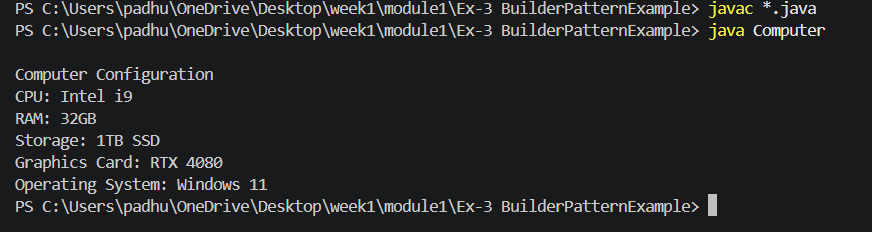 PS C:\Users\padhu\OneDrive\Desktop\week1\module1\Ex-3 BuilderPatternExample> javac *.java
PS C:\Users\padhu\OneDrive\Desktop\week1\module1\Ex-3 BuilderPatternExample> java Computer
Computer Configuration
CPU: Intel i9
RAM: 32GB
Storage: 1TB SSD
Graphics Card: RTX 4080
Operating System: Windows 11
PS C:\Users\padhu\OneDrive\Desktop\week1\module1\Ex-3 BuilderPatternExample>